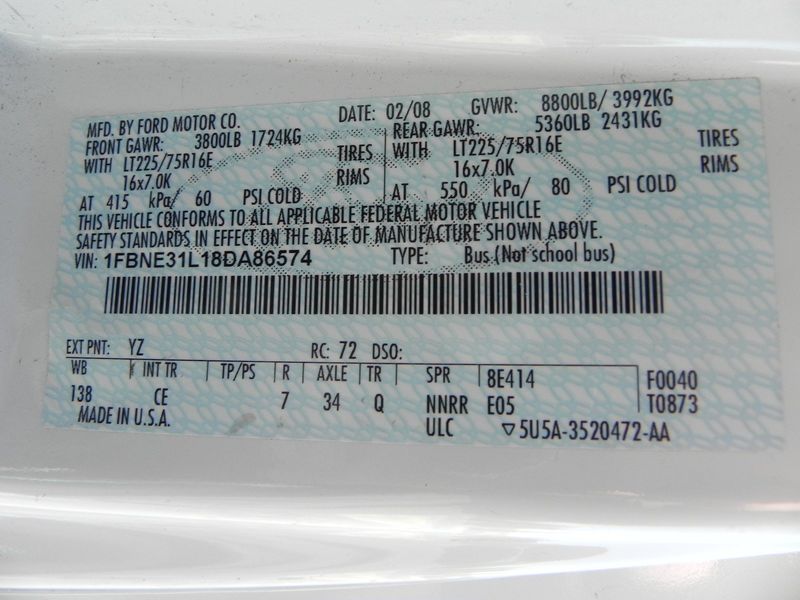 MFD. BY FORD MOTOR CO. DATE: 02/08 GVWR: 8800LB/ 3992KG
FRONT GAWR: 3800LB 1724KG REAR GAWR: 5360LB 2431KG
WITH LT225/75R16E TIRES WITH LT225/75R16E TIRES
16x7.0K RIMS 16x7.0K RIMS
AT 415 kPa/ 60 PSI COLD AT 550 kPa/ 80 PSI COLD
THIS VEHICLE CONFORMS TO ALL APPLICABLE FEDERAL MOTOR VEHICLE
SAFETY STANDARDS IN EFFECT ON THE DATE OF MANUFACTURE SHOWN ABOVE.
VIN: 1FBNE31L18DA86574 TYPE: Bus (Not school bus)
EXT PNT: YZ RC: 72 DSO:
WB INT TR TP/PS R AXLE TR SPR 8E414 F0040
138 CE 7 34 Q NNRR E05 T0873
MADE IN U.S.A. ULC ▽5U5A-3520472-AA